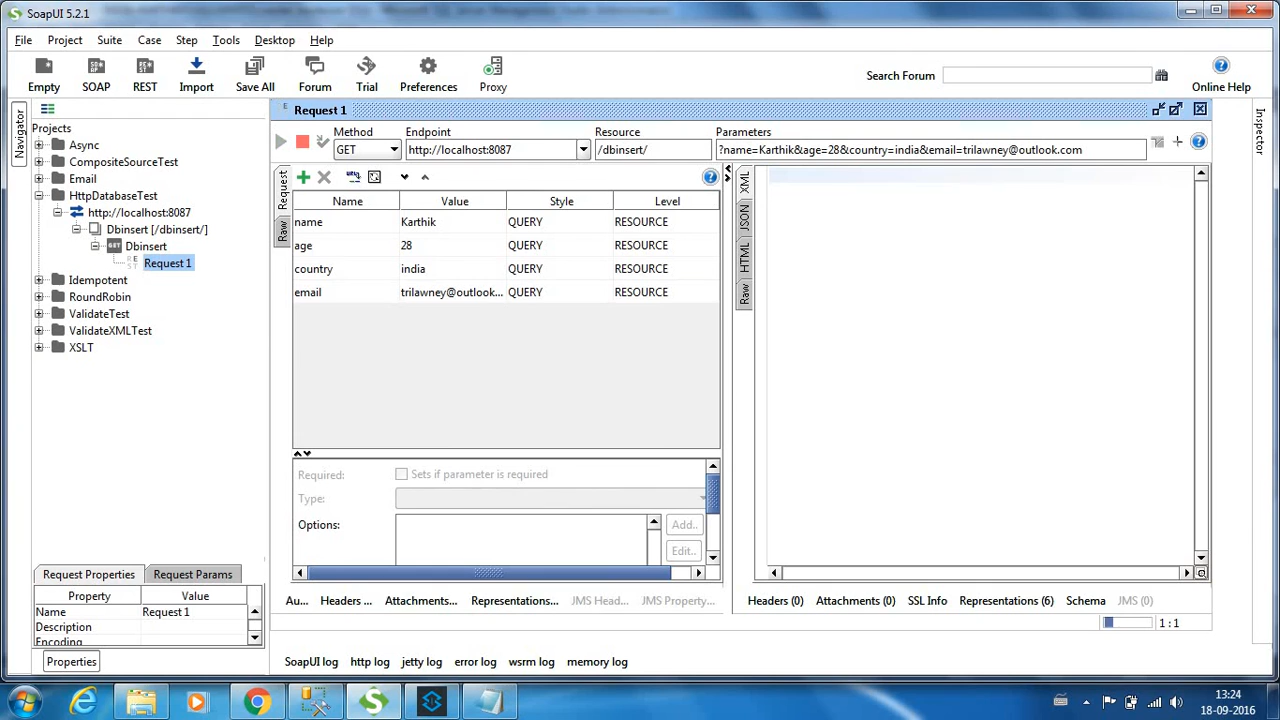 SoapUI 5.2.1
File Project Suite Case Step Tools Desktop Help
Empty SOAP REST Import Save All Forum Trial Preferences Proxy Search Forum Online Help
Navigator
Projects
Async
CompositeSourceTest
Email
HttpDatabaseTest
http://localhost:8087
Dbinsert [/dbinsert/]
GET Dbinsert
Request 1
Idempotent
RoundRobin
ValidateTest
ValidateXMLTest
XSLT
Request Properties Request Params
Property Value
Name Request 1
Description
Encoding
Properties
Request 1
Method Endpoint Resource Parameters
GET http://localhost:8087 /dbinsert/ ?name=Karthik&age=28&country=india&email=trilawney@outlook.com
Request
Raw
Name Value Style Level
name Karthik QUERY RESOURCE
age 28 QUERY RESOURCE
country india QUERY RESOURCE
email trilawney@outlook... QUERY RESOURCE
Required: Sets if parameter is required
Type:
Options:
Add..
Edit..
Au... Headers ... Attachments... Representations... JMS Head... JMS Property...
XML
JSON
HTML
Raw
Headers (0) Attachments (0) SSL Info Representations (6) Schema JMS (0)
1 : 1
Inspector
SoapUI log http log jetty log error log wsrm log memory log
13:24
18-09-2016